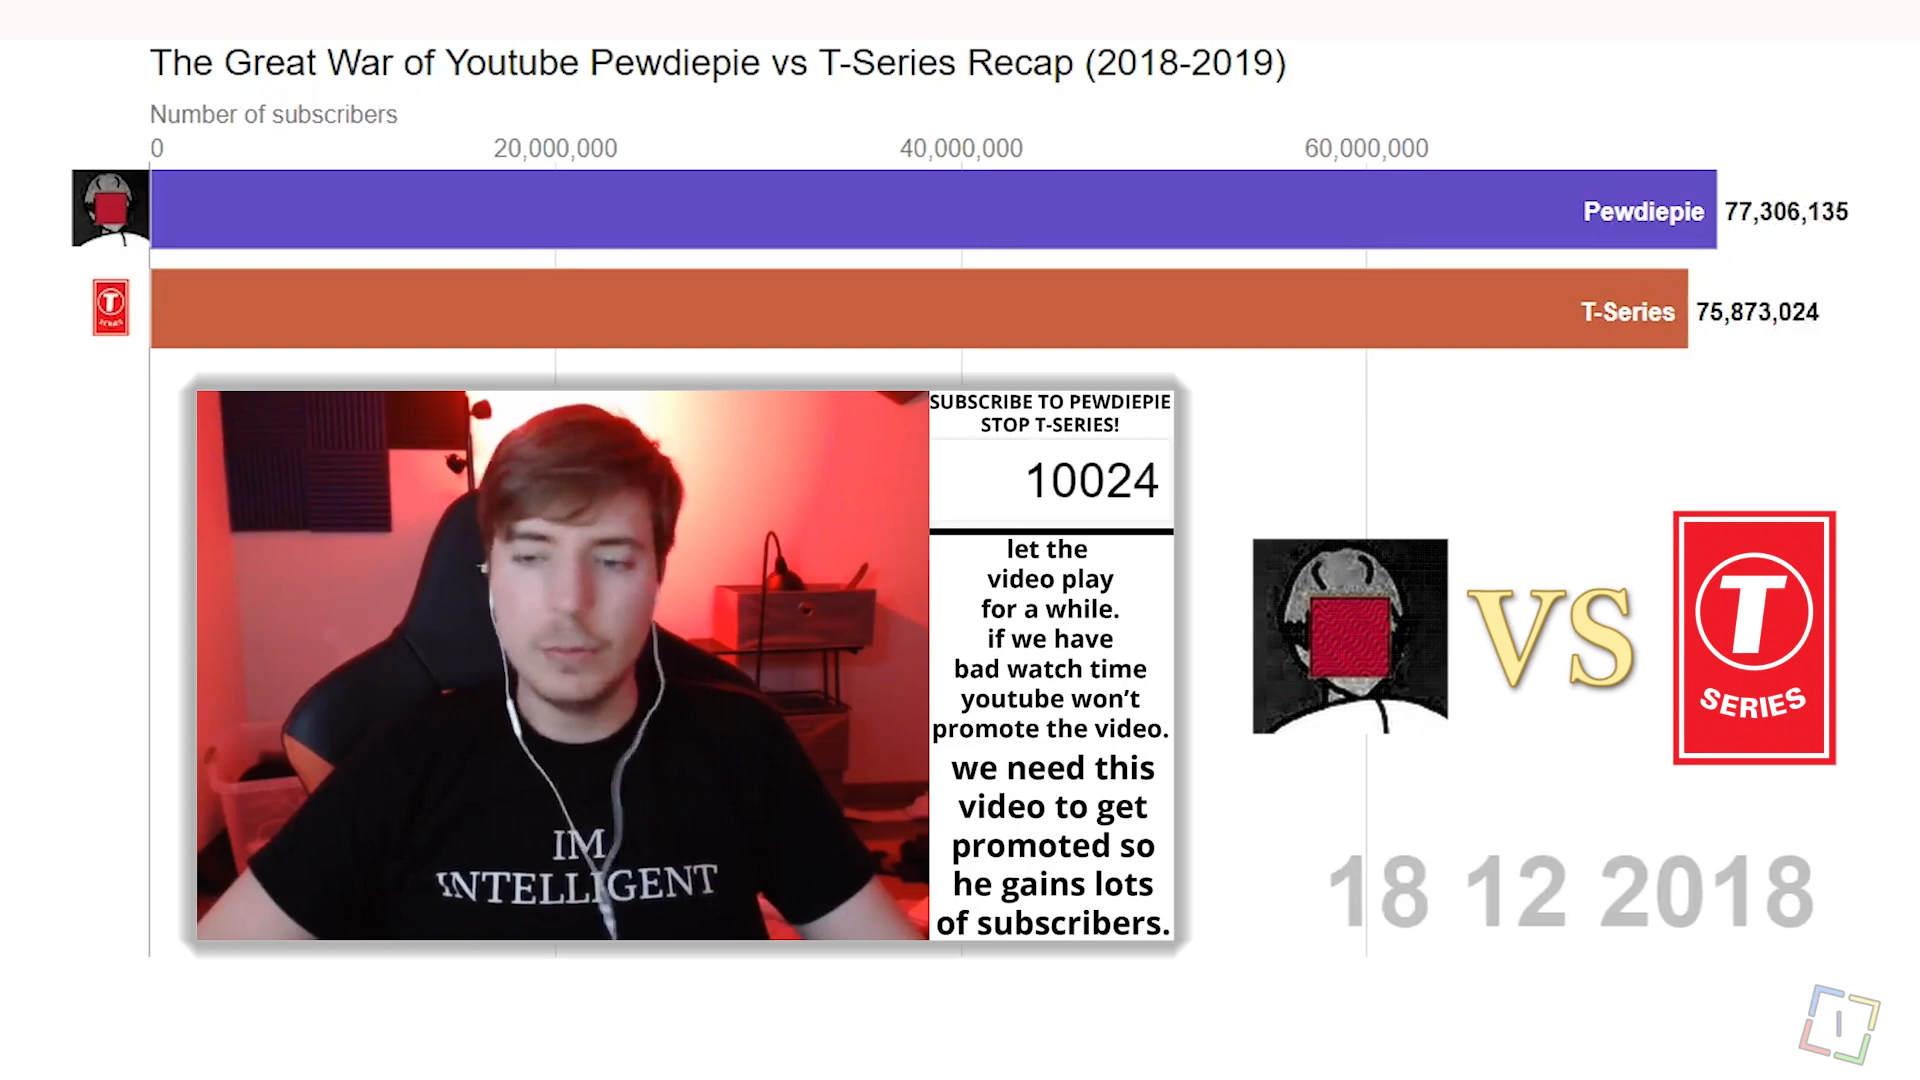 The Great War of Youtube Pewdiepie vs T-Series Recap (2018-2019)
Number of subscribers
0 20,000,000 40,000,000 60,000,000
Pewdiepie 77,306,135
T SERIES
T-Series 75,873,024
SUBSCRIBE TO PEWDIEPIE
STOP T-SERIES!
10024
let the
video play
for a while.
if we have
bad watch time
youtube won’t
promote the video.
we need this
video to get
promoted so
he gains lots
of subscribers.
IM
INTELLIGENT
VS
T
SERIES
18 12 2018